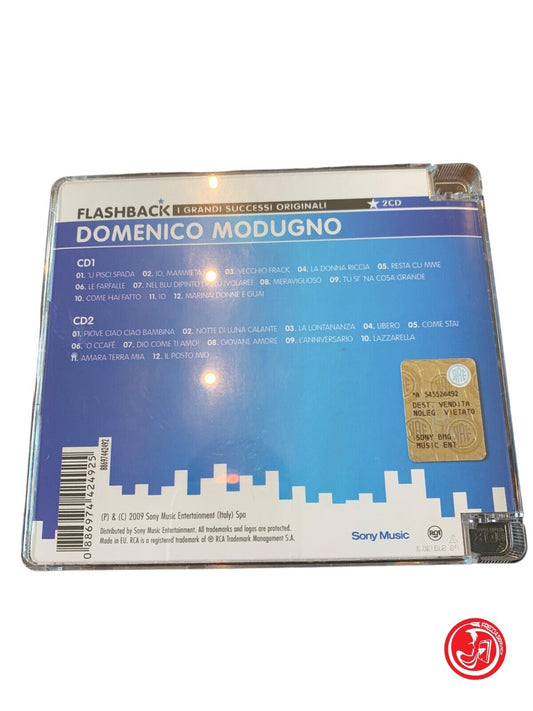 FLASHBACK I GRANDI SUCCESSI ORIGINALI 2CD
DOMENICO MODUGNO
CD1
01. 'U PISCI SPADA 02. IO, MAMMETA 03. VECCHIO FRACK 04. LA DONNA RICCIA 05. RESTA CU MME
06. LE FARFALLE 07. NEL BLU DIPINTO DI BLU (VOLARE) 08. MERAVIGLIOSO 09. TU SI 'NA COSA GRANDE
10. COME HAI FATTO 11. IO 12. MARINAI DONNE E GUAI
CD2
01. PIOVE CIAO CIAO BAMBINA 02. NOTTE DI LUNA CALANTE 03. LA LONTANANZA 04. LIBERO 05. COME STAI
06. 'O CCAFÈ 07. DIO COME TI AMO! 08. GIOVANE AMORE 09. L'ANNIVERSARIO 10. LAZZARELLA
11. AMARA TERRA MIA 12. IL POSTO MIO
*A 545526492
DEST. VENDITA
NOLEG. VIETATO
SONY BMG
MUSIC ENT
88697442492
0 886974 424925
(P) & (C) 2009 Sony Music Entertainment (Italy) Spa
Distributed by Sony Music Entertainment. All trademarks and logos are protected.
Made in EU. RCA is a registered trademark of ® RCA Trademark Management S.A.
Sony Music
RCA